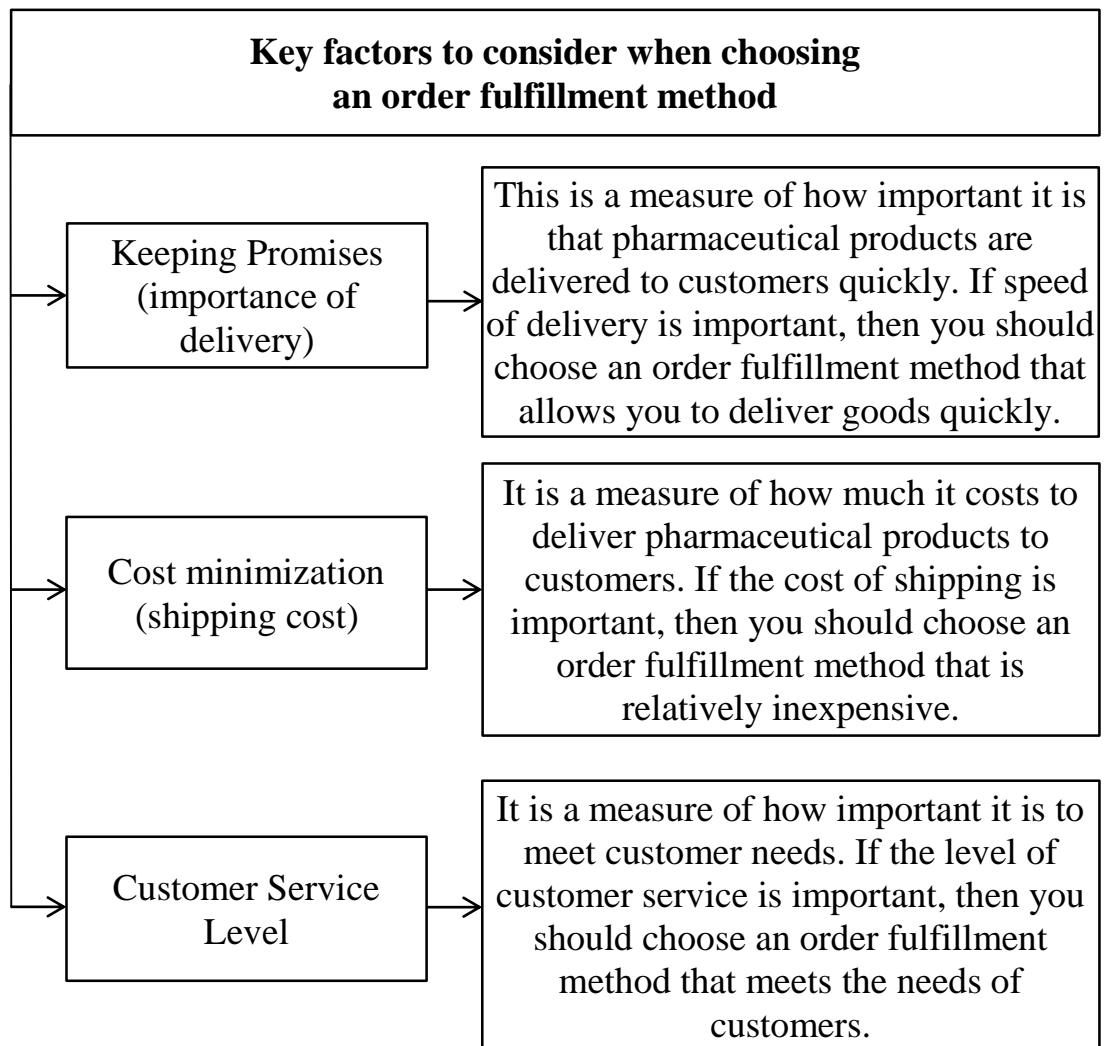 Key factors to consider when choosing
an order fulfillment method
Keeping Promises
(importance of
delivery)
This is a measure of how important it is
that pharmaceutical products are
delivered to customers quickly. If speed
of delivery is important, then you should
choose an order fulfillment method that
allows you to deliver goods quickly.
Cost minimization
(shipping cost)
It is a measure of how much it costs to
deliver pharmaceutical products to
customers. If the cost of shipping is
important, then you should choose an
order fulfillment method that is
relatively inexpensive.
Customer Service
Level
It is a measure of how important it is to
meet customer needs. If the level of
customer service is important, then you
should choose an order fulfillment
method that meets the needs of
customers.